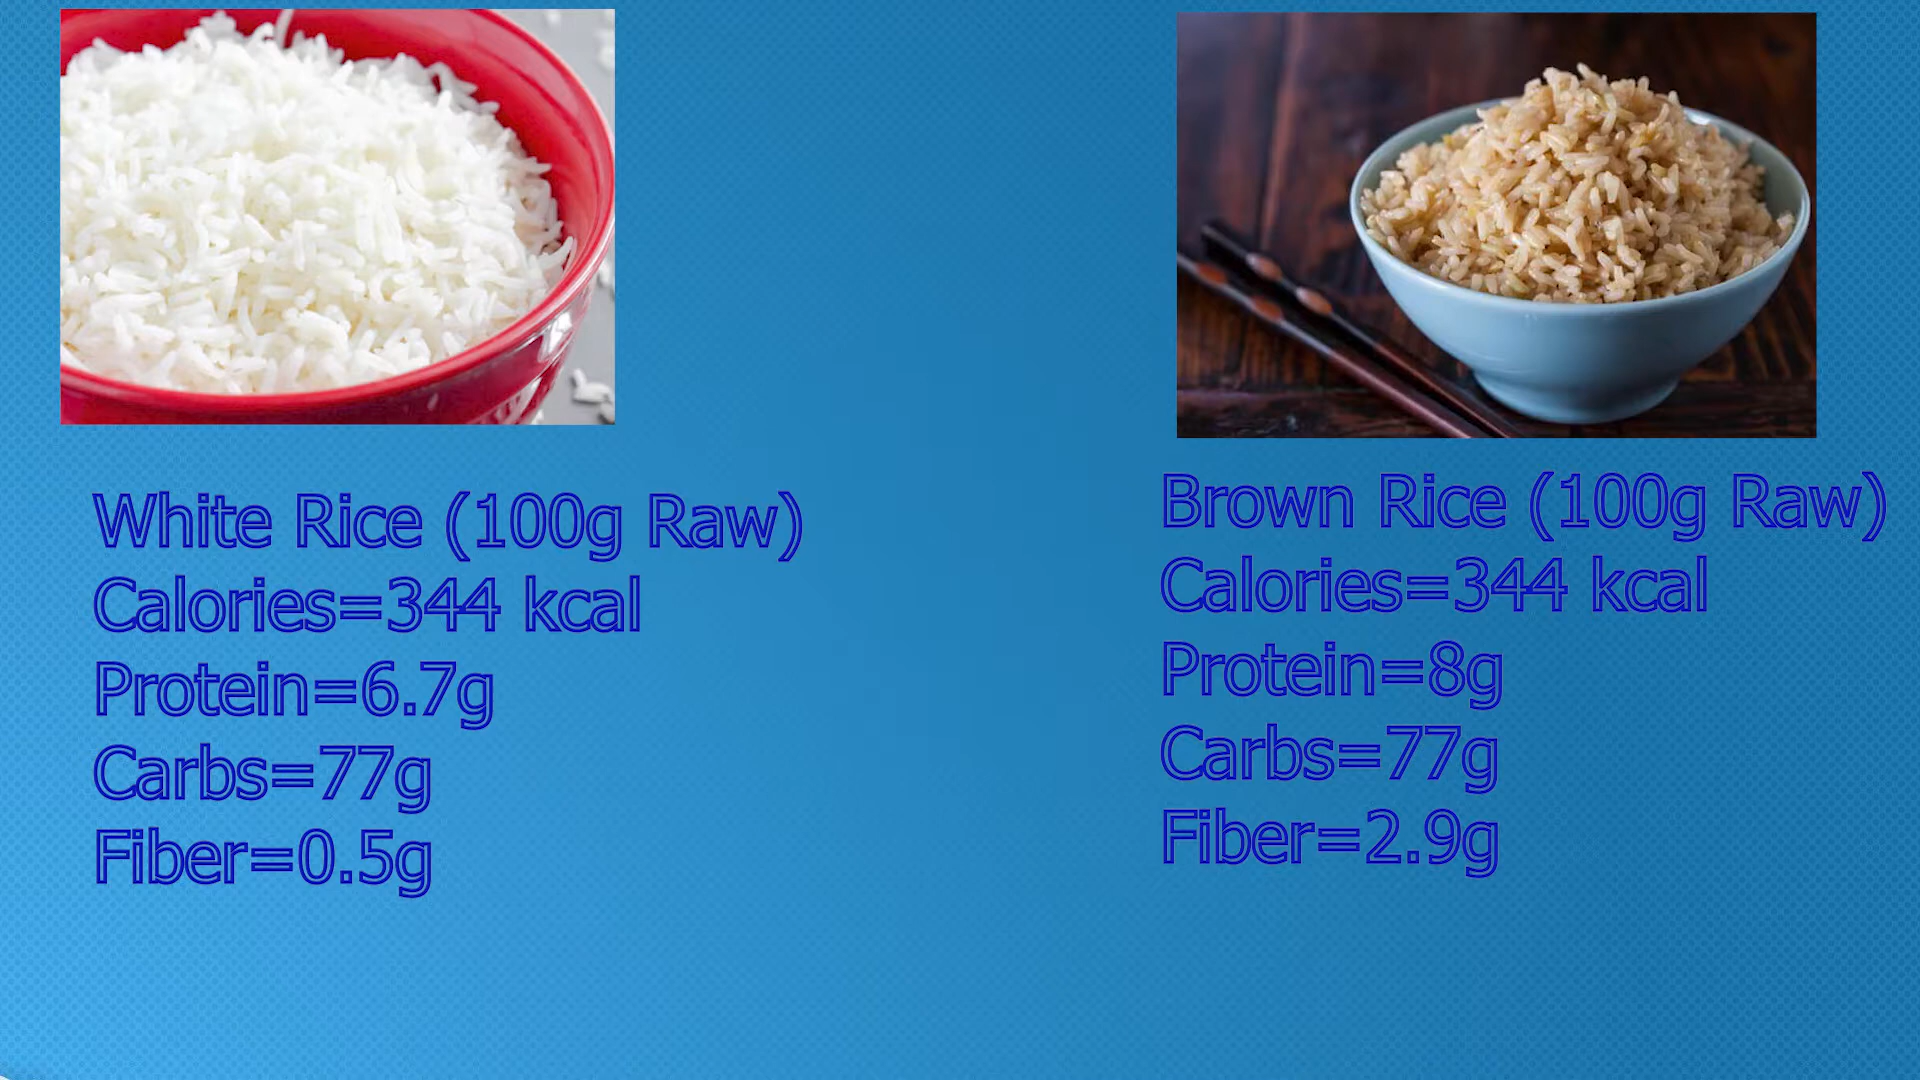 White Rice (100g Raw)
Calories=344 kcal
Protein=6.7g
Carbs=77g
Fiber=0.5g
Brown Rice (100g Raw)
Calories=344 kcal
Protein=8g
Carbs=77g
Fiber=2.9g